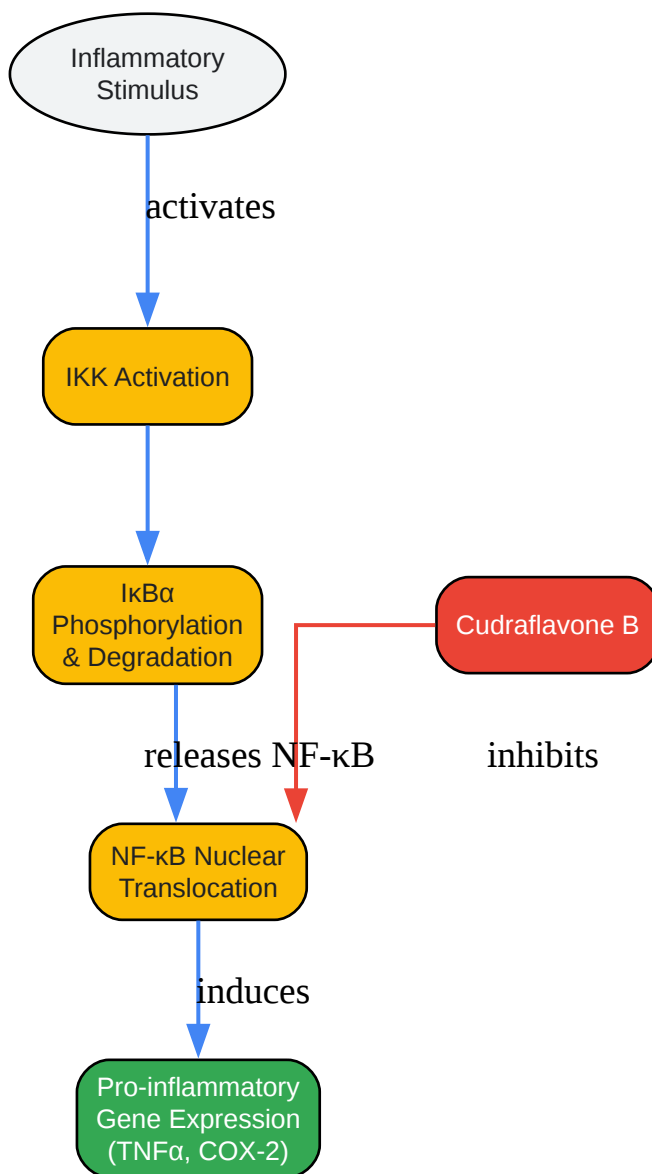 Inflammatory
Stimulus
activates
IKK Activation
IκBα
Phosphorylation
& Degradation
Cudraflavone B
releases NF-κB
inhibits
NF-κB Nuclear
Translocation
induces
Pro-inflammatory
Gene Expression
(TNFα, COX-2)